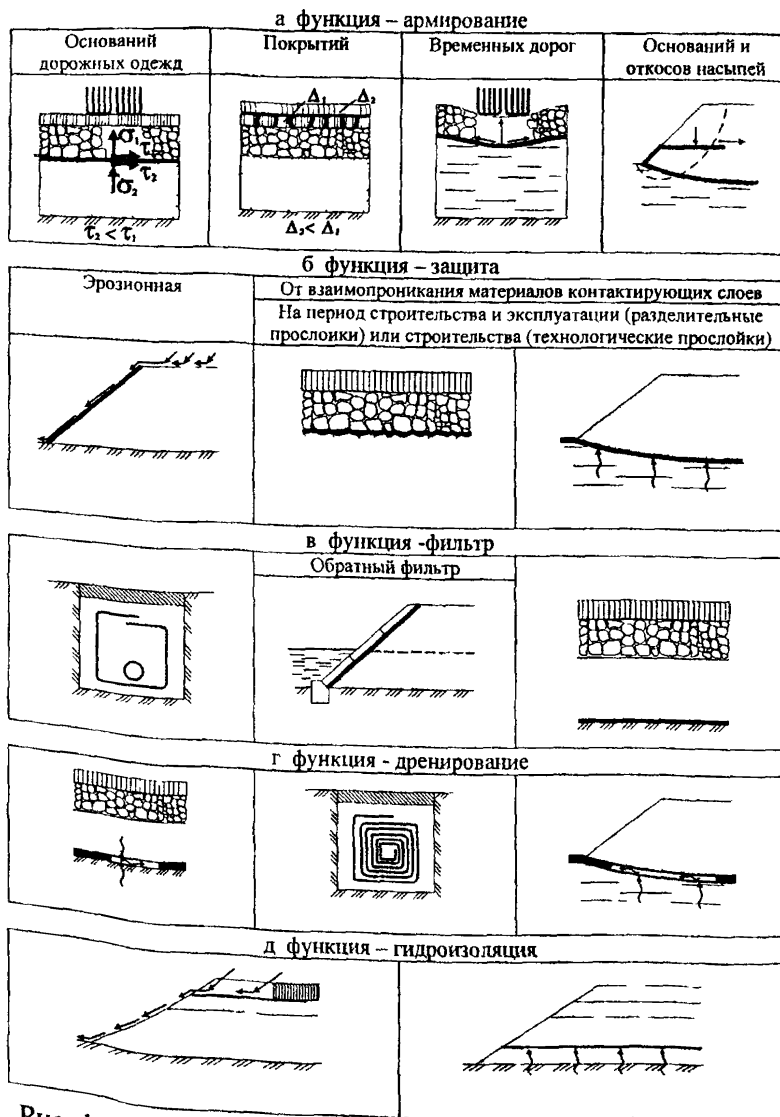 а функция – армирование
Оснований
дорожных одежд
Покрытий
Временных дорог
Оснований и
откосов насыпей
Δ₁ Δ₂
σ₁ τ₁
τ₂
σ₂
τ₂ < τ₁
Δ₂< Δ₁
б функция – защита
Эрозионная
От взаимопроникания материалов контактирующих слоев
На период строительства и эксплуатации (разделительные
прослойки) или строительства (технологические прослойки)
в функция -фильтр
Обратный фильтр
г функция - дренирование
д функция – гидроизоляция